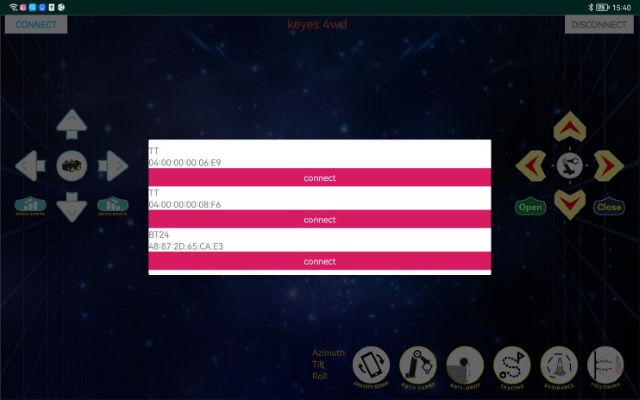 15:40
CONNECT
keyes 4wd
DISCONNECT
TT
04:00:00:00:06:E9
connect
TT
04:00:00:00:08:F6
connect
BT24
48:87:2D:65:CA:E3
connect
ACCELERATE
DECELERATE
Open
Close
Azimuth
Tilt
Roll
GRAVITY SENSE
AUTO CARRY
ANTI-DROP
TRACING
AVOIDANCE
FOLLOWING